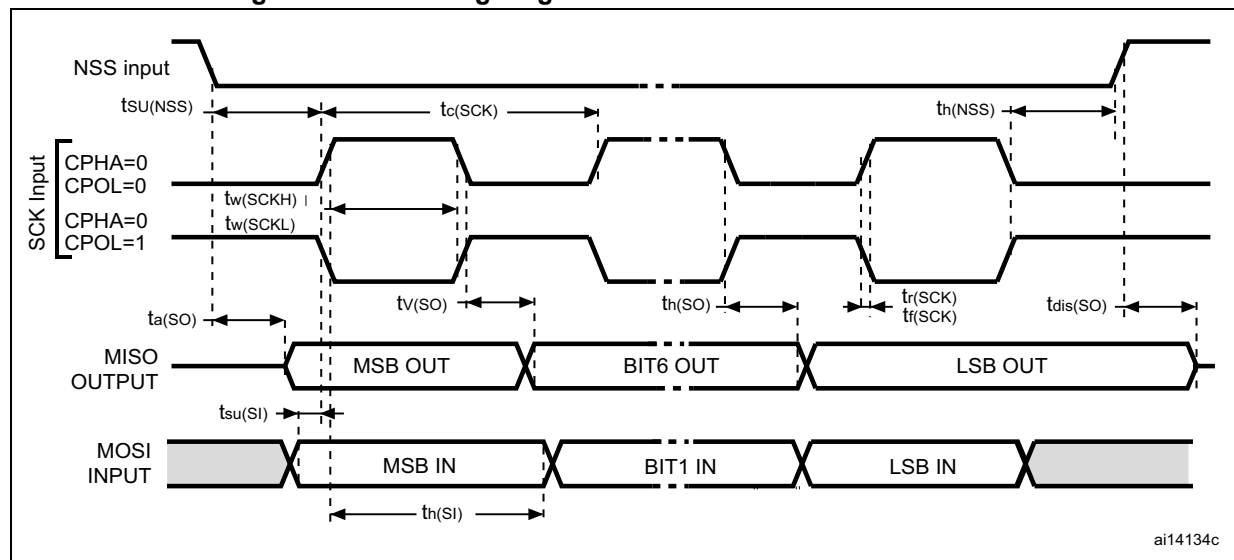 NSS input
tSU(NSS)
tc(SCK)
th(NSS)
SCK Input
CPHA=0
CPOL=0
tw(SCKH)
CPHA=0
tw(SCKL)
CPOL=1
tV(SO)
th(SO)
tr(SCK)
tf(SCK)
tdis(SO)
ta(SO)
MISO
OUTPUT
MSB OUT
BIT6 OUT
LSB OUT
tsu(SI)
MOSI
INPUT
MSB IN
BIT1 IN
LSB IN
th(SI)
ai14134c